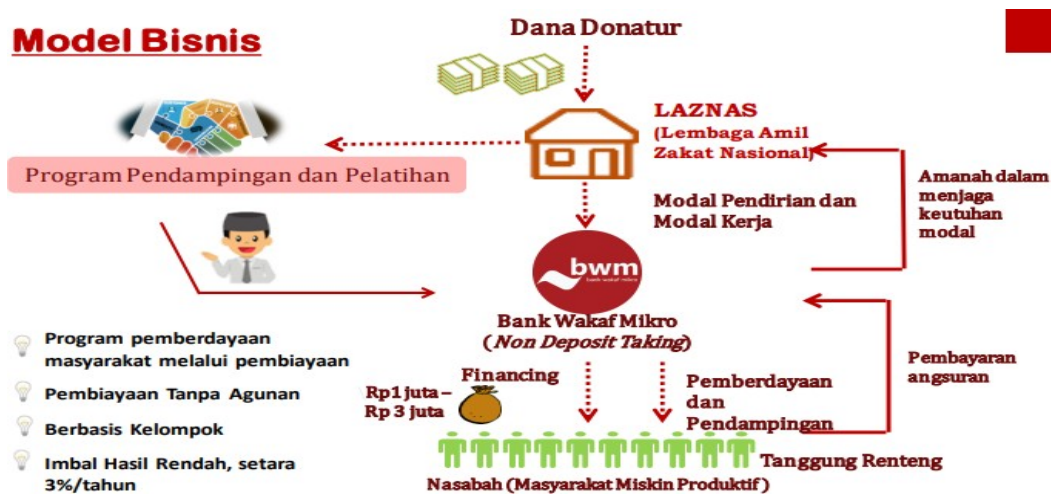 Model Bisnis
Dana Donatur
LAZNAS
(Lembaga Amil
Zakat Nasional)
Program Pendampingan dan Pelatihan
Modal Pendirian dan
Modal Kerja
Amanah dalam
menjaga
keutuhan
modal
bwm
bank wakaf mikro
Bank Wakaf Mikro
(Non Deposit Taking)
Program pemberdayaan
masyarakat melalui pembiayaan
Pembiayaan Tanpa Agunan
Berbasis Kelompok
Imbal Hasil Rendah, setara
3%/tahun
Financing
Rp1 juta –
Rp 3 juta
Pemberdayaan
dan
Pendampingan
Pembayaran
angsuran
Tanggung Renteng
Nasabah (Masyarakat Miskin Produktif )